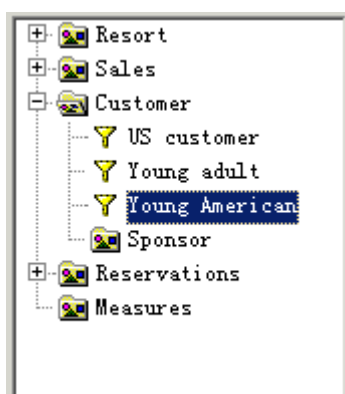 Resort
Sales
Customer
US customer
Young adult
Young American
Sponsor
Reservations
Measures